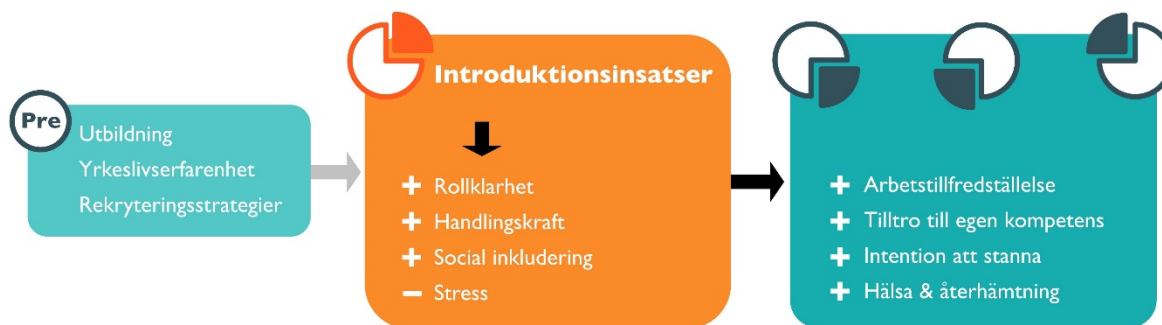 Pre
Utbildning
Yrkeslivserfarenhet
Rekryteringsstrategier
Introduktionsinsatser
+ Rollklarhet
+ Handlingskraft
+ Social inkludering
− Stress
+ Arbetstillfredställelse
+ Tilltro till egen kompetens
+ Intention att stanna
+ Hälsa & återhämtning